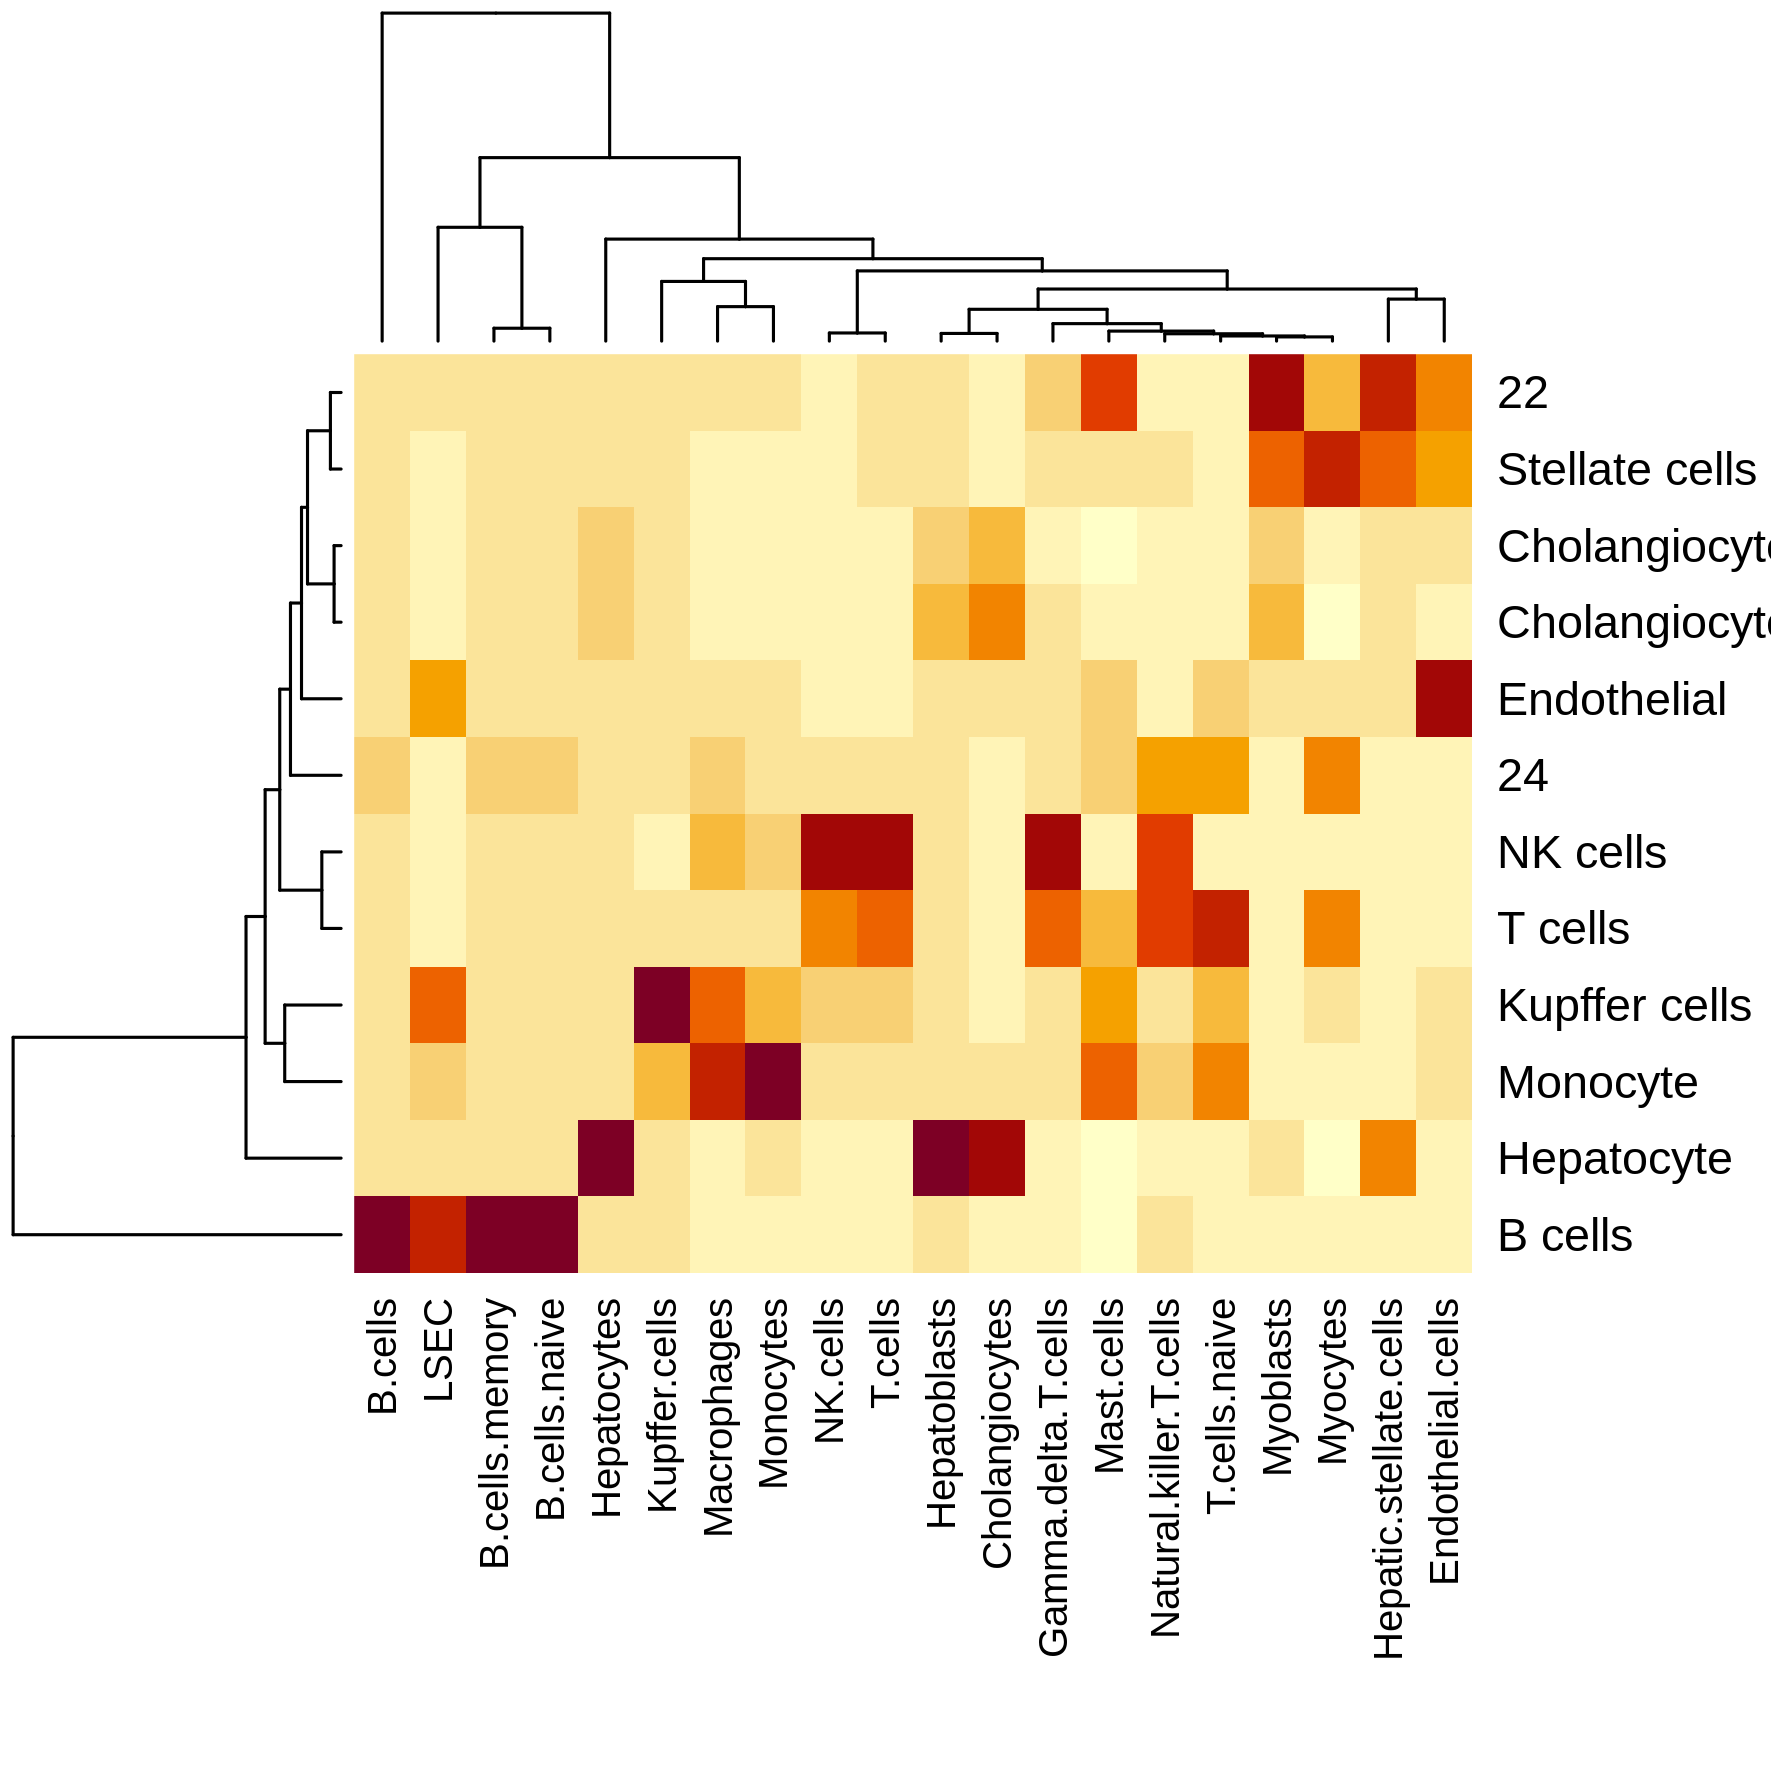 22
Stellate cells
Cholangiocyte
Cholangiocyte
Endothelial
24
NK cells
T cells
Kupffer cells
Monocyte
Hepatocyte
B cells
B.cells
LSEC
B.cells.memory
B.cells.naive
Hepatocytes
Kupffer.cells
Macrophages
Monocytes
NK.cells
T.cells
Hepatoblasts
Cholangiocytes
Gamma.delta.T.cells
Mast.cells
Natural.killer.T.cells
T.cells.naive
Myoblasts
Myocytes
Hepatic.stellate.cells
Endothelial.cells